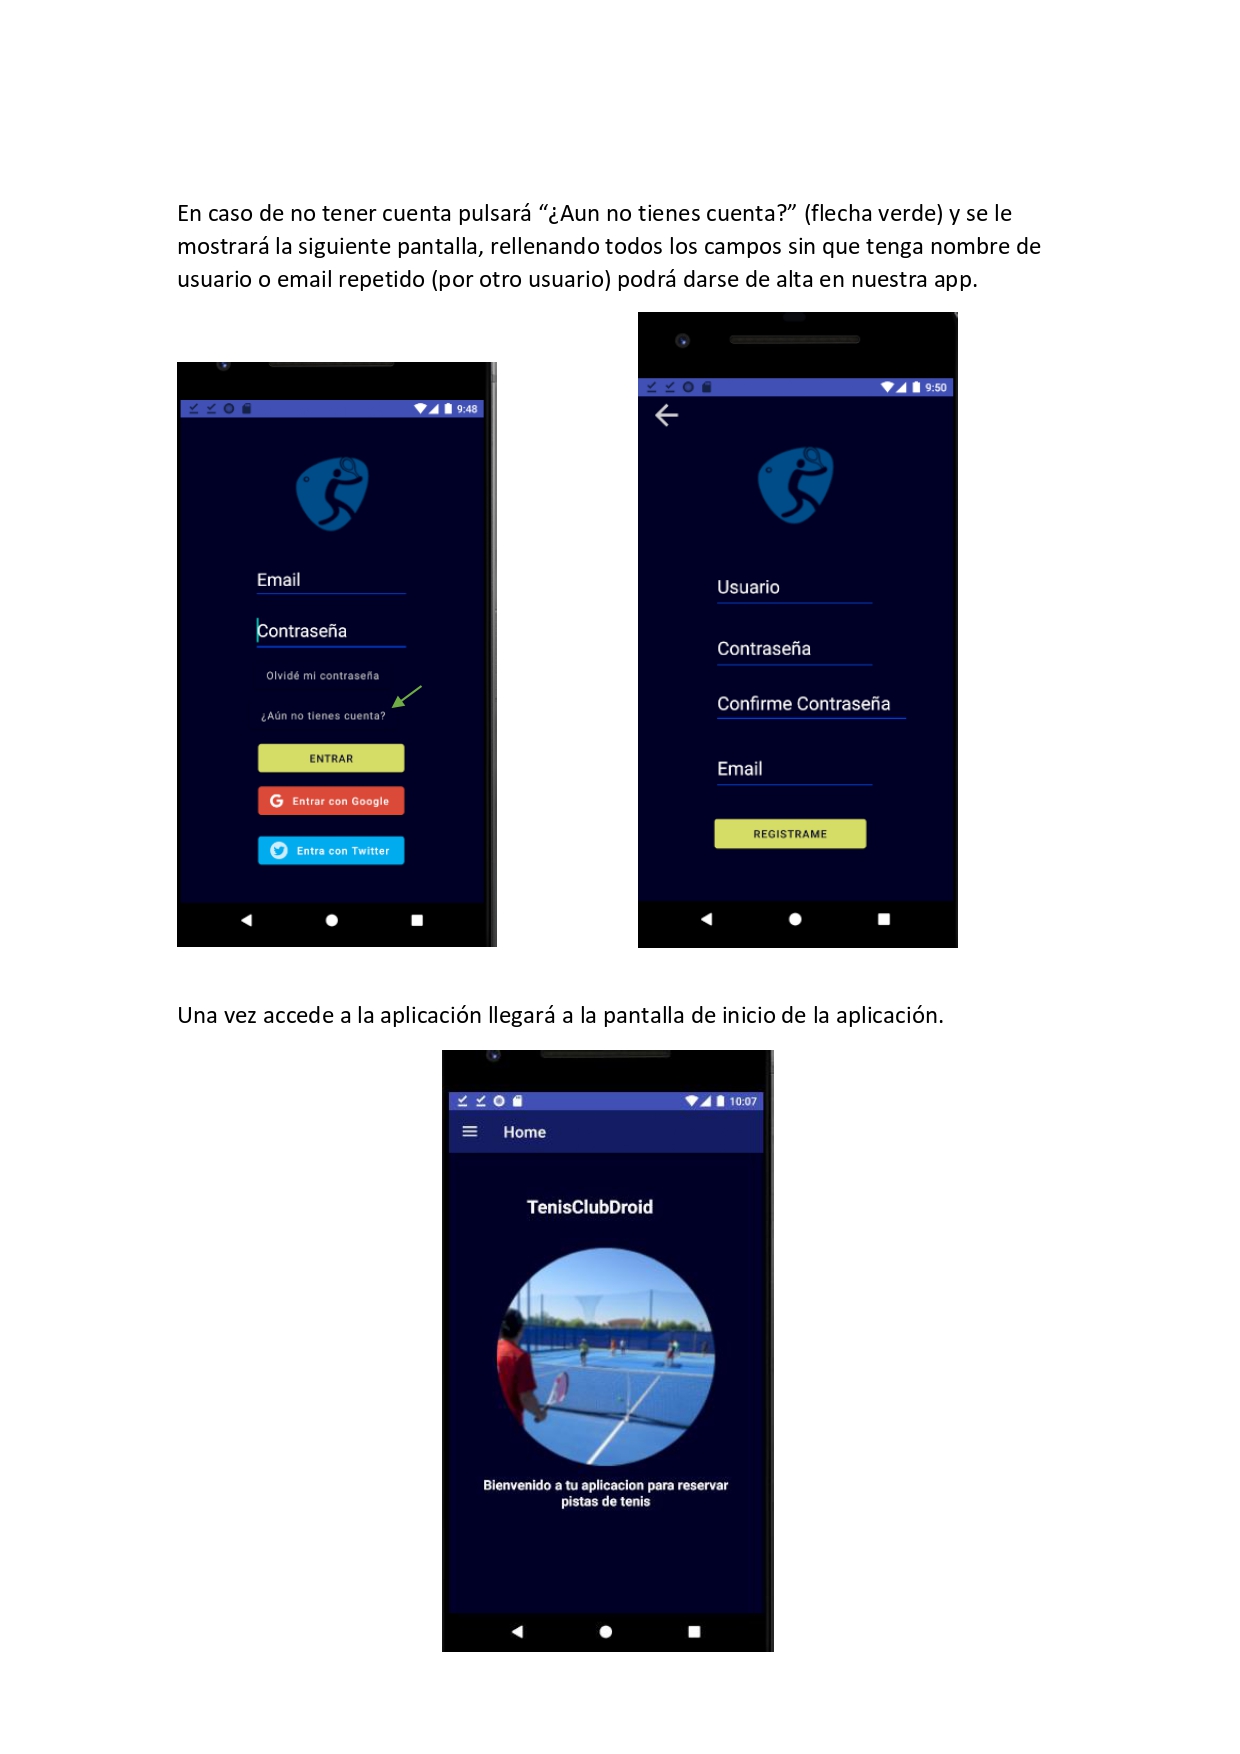 En caso de no tener cuenta pulsará “¿Aun no tienes cuenta?” (flecha verde) y se le
mostrará la siguiente pantalla, rellenando todos los campos sin que tenga nombre de
usuario o email repetido (por otro usuario) podrá darse de alta en nuestra app.
9:48
Email
Contraseña
Olvidé mi contraseña
¿Aún no tienes cuenta?
ENTRAR
G Entrar con Google
Entra con Twitter
9:50
Usuario
Contraseña
Confirme Contraseña
Email
REGISTRAME
Una vez accede a la aplicación llegará a la pantalla de inicio de la aplicación.
10:07
Home
TenisClubDroid
Bienvenido a tu aplicacion para reservar
pistas de tenis